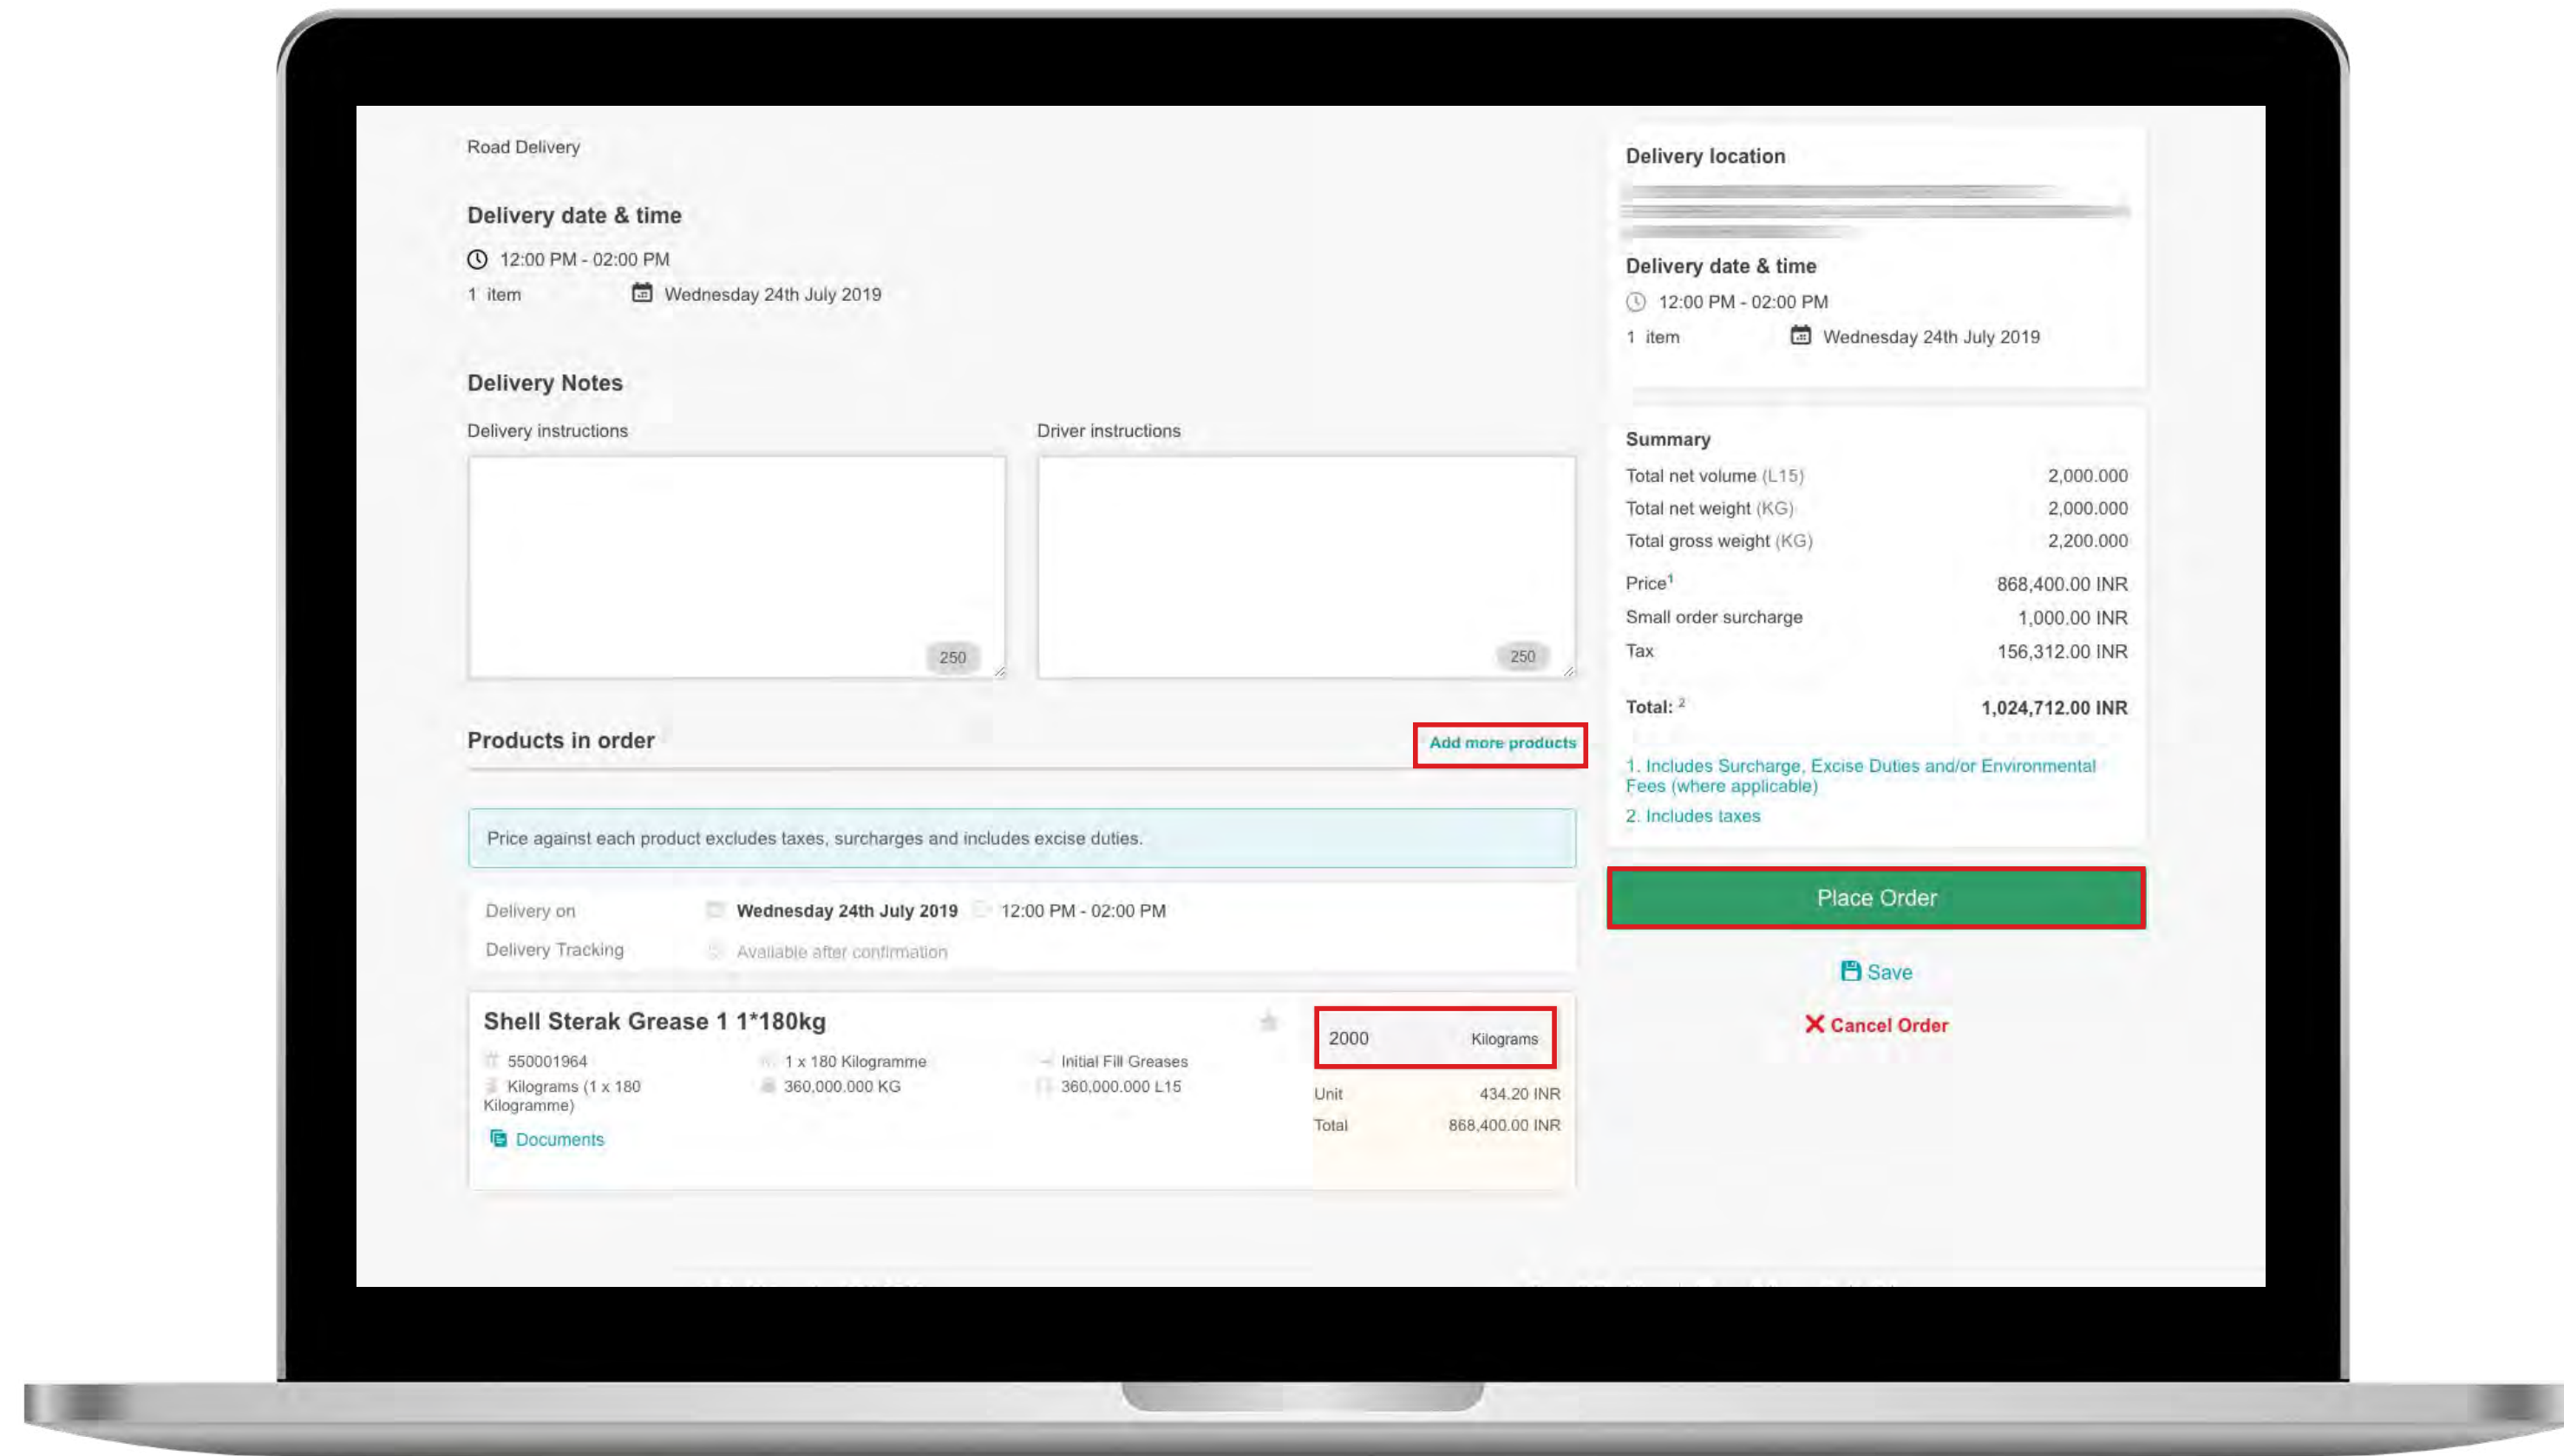 Road Delivery
Delivery date & time
12:00 PM - 02:00 PM
1 item Wednesday 24th July 2019
Delivery Notes
Delivery instructions Driver instructions
250 250
Products in order Add more products
Price against each product excludes taxes, surcharges and includes excise duties.
Delivery on Wednesday 24th July 2019 12:00 PM - 02:00 PM
Delivery Tracking Available after confirmation
Shell Sterak Grease 1 1*180kg
550001964 1 x 180 Kilogramme Initial Fill Greases
Kilograms (1 x 180 360,000.000 KG 360,000.000 L15
Kilogramme)
Documents
2000 Kilograms
Unit 434.20 INR
Total 868,400.00 INR
Delivery location
Delivery date & time
12:00 PM - 02:00 PM
1 item Wednesday 24th July 2019
Summary
Total net volume (L15) 2,000.000
Total net weight (KG) 2,000.000
Total gross weight (KG) 2,200.000
Price¹ 868,400.00 INR
Small order surcharge 1,000.00 INR
Tax 156,312.00 INR
Total: ² 1,024,712.00 INR
1. Includes Surcharge, Excise Duties and/or Environmental
Fees (where applicable)
2. Includes taxes
Place Order
Save
Cancel Order